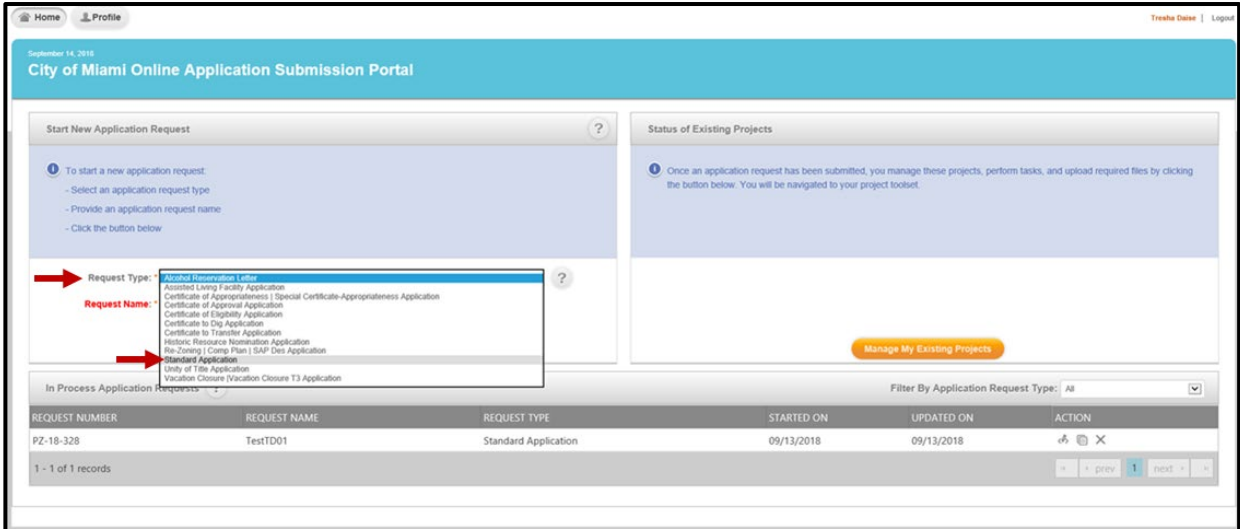 Home Profile Tresha Daise | Logout
September 14, 2018
City of Miami Online Application Submission Portal
Start New Application Request ?
To start a new application request:
- Select an application request type
- Provide an application request name
- Click the button below
Request Type: * Alcohol Reservation Letter ?
Assisted Living Facility Application
Certificate of Appropriateness | Special Certificate-Appropriateness Application
Request Name: * Certificate of Approval Application
Certificate of Eligibility Application
Certificate to Dig Application
Certificate to Transfer Application
Historic Resource Nomination Application
Re-Zoning | Comp Plan | SAP Des Application
Standard Application
Unity of Title Application
Vacation Closure |Vacation Closure T3 Application
Status of Existing Projects
Once an application request has been submitted, you manage these projects, perform tasks, and upload required files by clicking
the button below. You will be navigated to your project toolset.
Manage My Existing Projects
In Process Application Requests ? Filter By Application Request Type: All
REQUEST NUMBER REQUEST NAME REQUEST TYPE STARTED ON UPDATED ON ACTION
PZ-18-328 TestTD01 Standard Application 09/13/2018 09/13/2018
1 - 1 of 1 records « ‹ prev 1 next › »